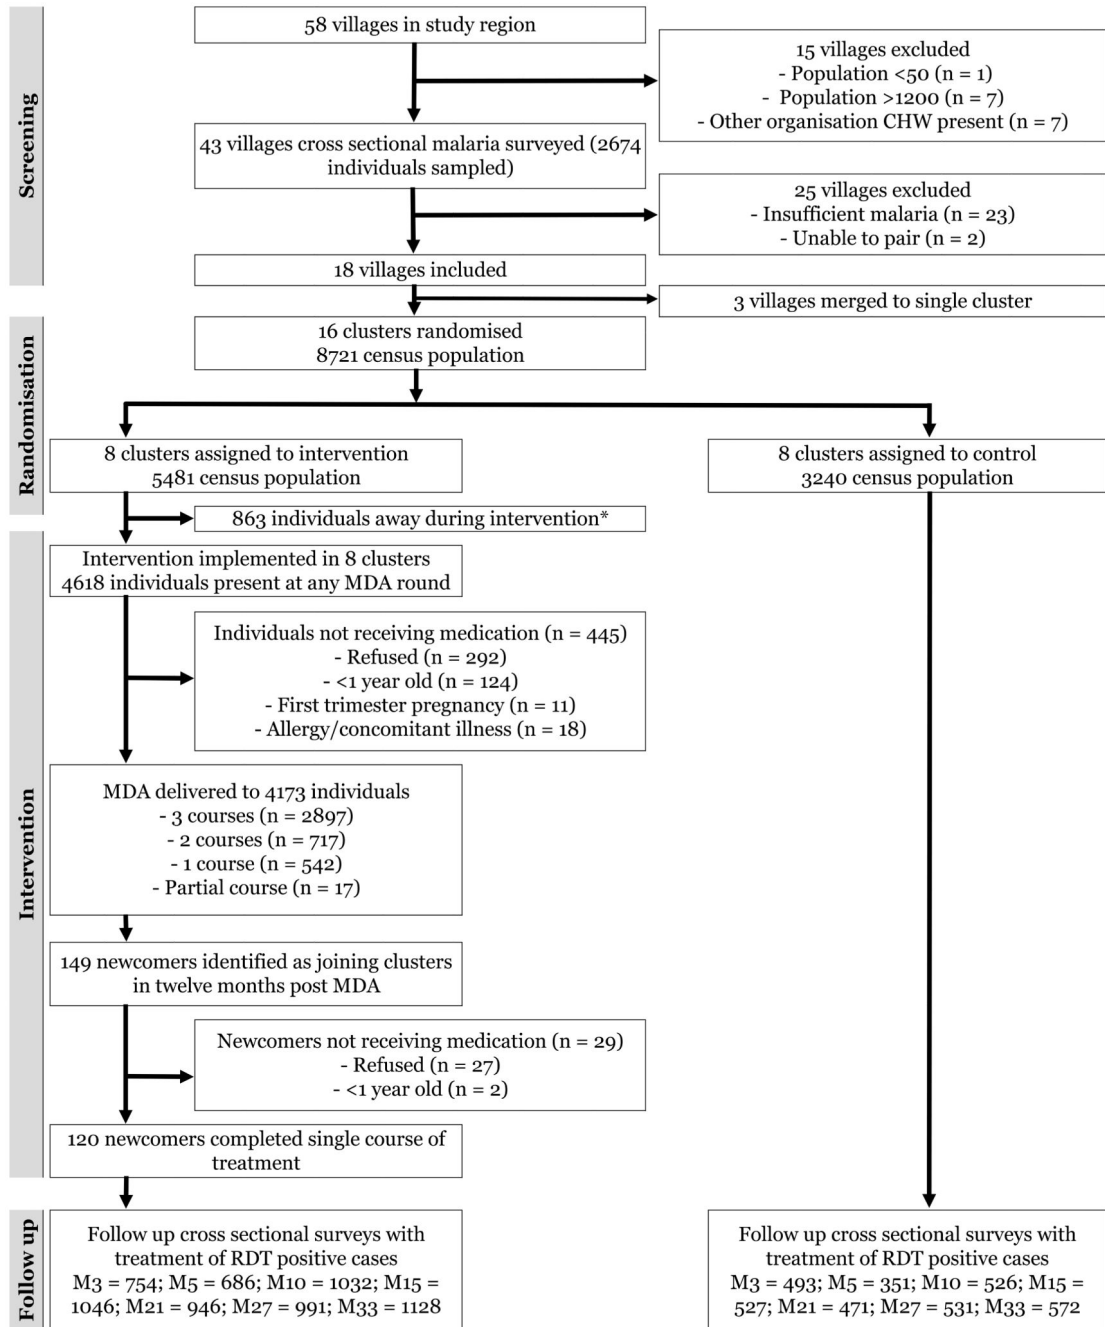 Screening
58 villages in study region
15 villages excluded
- Population <50 (n = 1)
- Population >1200 (n = 7)
- Other organisation CHW present (n = 7)
43 villages cross sectional malaria surveyed (2674
individuals sampled)
25 villages excluded
- Insufficient malaria (n = 23)
- Unable to pair (n = 2)
18 villages included
3 villages merged to single cluster
Randomisation
16 clusters randomised
8721 census population
8 clusters assigned to intervention
5481 census population
8 clusters assigned to control
3240 census population
863 individuals away during intervention*
Intervention
Intervention implemented in 8 clusters
4618 individuals present at any MDA round
Individuals not receiving medication (n = 445)
- Refused (n = 292)
- <1 year old (n = 124)
- First trimester pregnancy (n = 11)
- Allergy/concomitant illness (n = 18)
MDA delivered to 4173 individuals
- 3 courses (n = 2897)
- 2 courses (n = 717)
- 1 course (n = 542)
- Partial course (n = 17)
149 newcomers identified as joining clusters
in twelve months post MDA
Newcomers not receiving medication (n = 29)
- Refused (n = 27)
- <1 year old (n = 2)
120 newcomers completed single course of
treatment
Follow up
Follow up cross sectional surveys with
treatment of RDT positive cases
M3 = 754; M5 = 686; M10 = 1032; M15 =
1046; M21 = 946; M27 = 991; M33 = 1128
Follow up cross sectional surveys with
treatment of RDT positive cases
M3 = 493; M5 = 351; M10 = 526; M15 =
527; M21 = 471; M27 = 531; M33 = 572